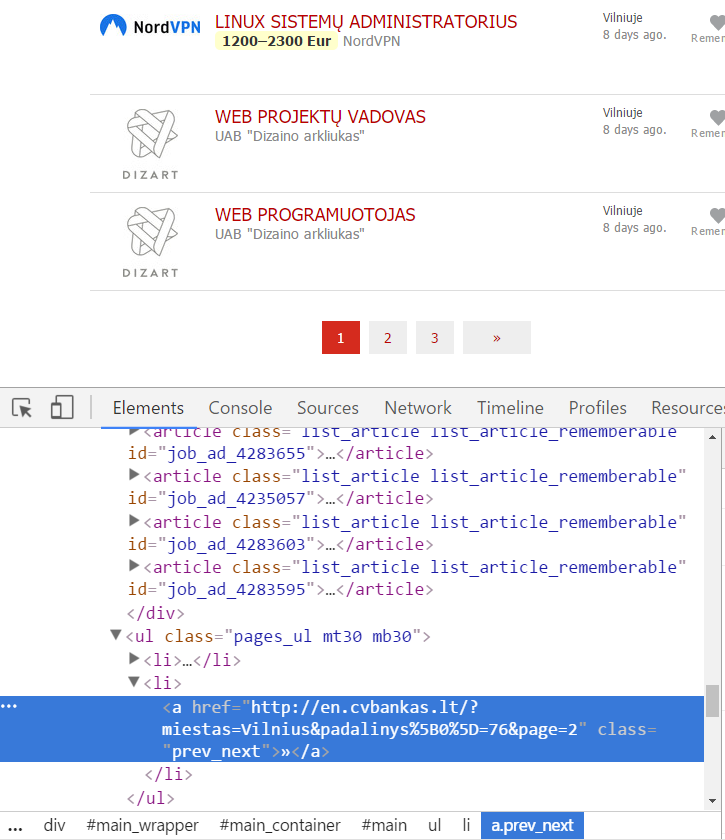 NordVPN
LINUX SISTEMŲ ADMINISTRATORIUS
1200–2300 Eur NordVPN
Vilniuje
8 days ago.
Remer
DIZART
WEB PROJEKTŲ VADOVAS
UAB "Dizaino arkliukas"
Vilniuje
8 days ago.
Remer
DIZART
WEB PROGRAMUOTOJAS
UAB "Dizaino arkliukas"
Vilniuje
8 days ago.
Remer
1 2 3 »
Elements Console Sources Network Timeline Profiles Resources
<article class="list_article list_article_rememberable"
id="job_ad_4283655">…</article>
<article class="list_article list_article_rememberable"
id="job_ad_4235057">…</article>
<article class="list_article list_article_rememberable"
id="job_ad_4283603">…</article>
<article class="list_article list_article_rememberable"
id="job_ad_4283595">…</article>
</div>
<ul class="pages_ul mt30 mb30">
<li>…</li>
<li>
<a href="http://en.cvbankas.lt/?
miestas=Vilnius&padalinys%5B0%5D=76&page=2" class=
"prev_next">»</a>
</li>
</ul>
... div #main_wrapper #main_container #main ul li a.prev_next